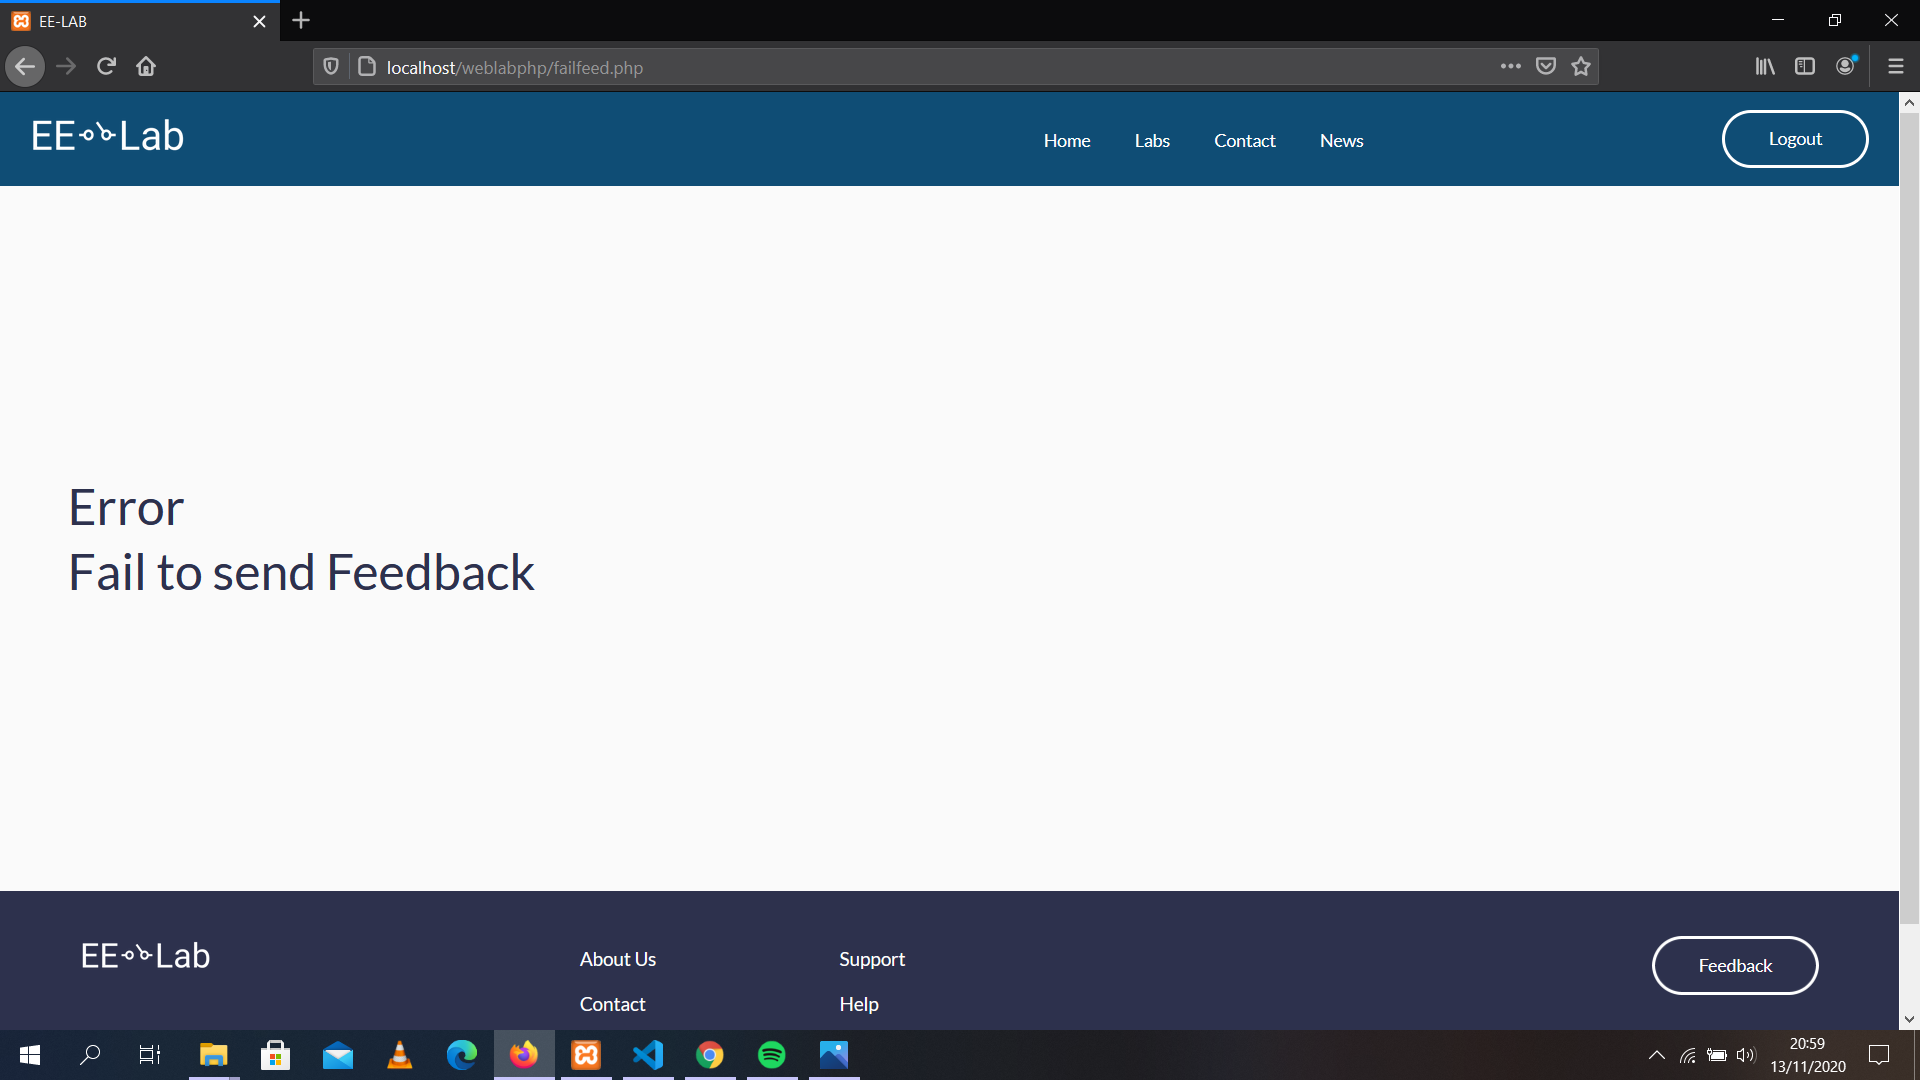 EE-LAB
localhost/weblabphp/failfeed.php
EE Lab
Home Labs Contact News
Logout
Error
Fail to send Feedback
EE Lab
About Us
Contact
Support
Help
Feedback
20:59
13/11/2020